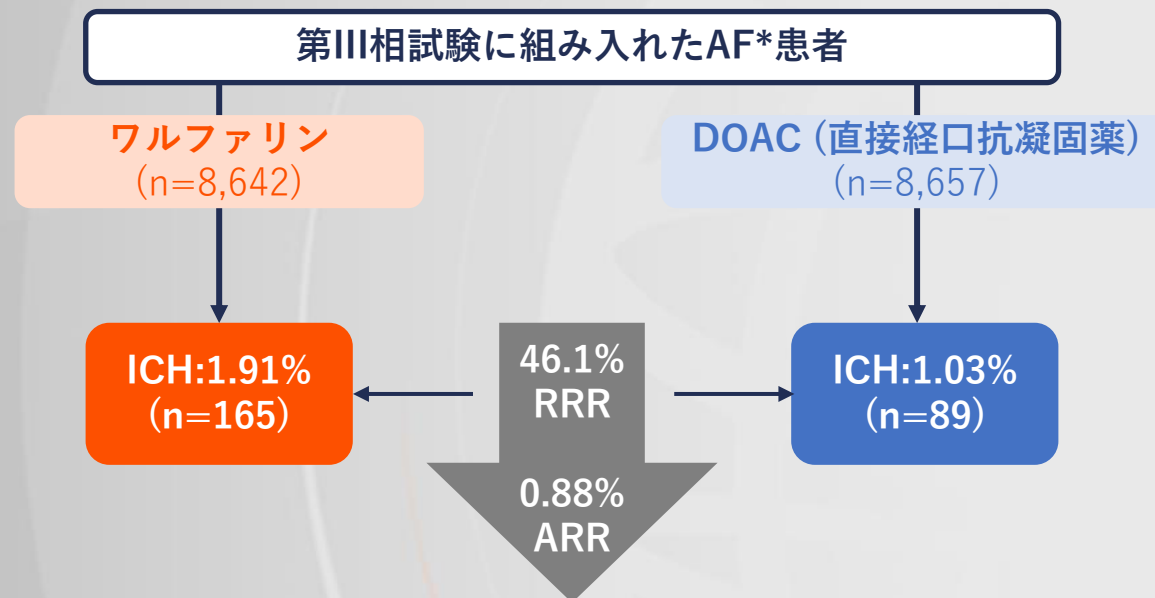 第III相試験に組み入れたAF*患者
ワルファリン
(n=8,642)
DOAC (直接経口抗凝固薬)
(n=8,657)
ICH:1.91%
(n=165)
46.1%
RRR
0.88%
ARR
ICH:1.03%
(n=89)